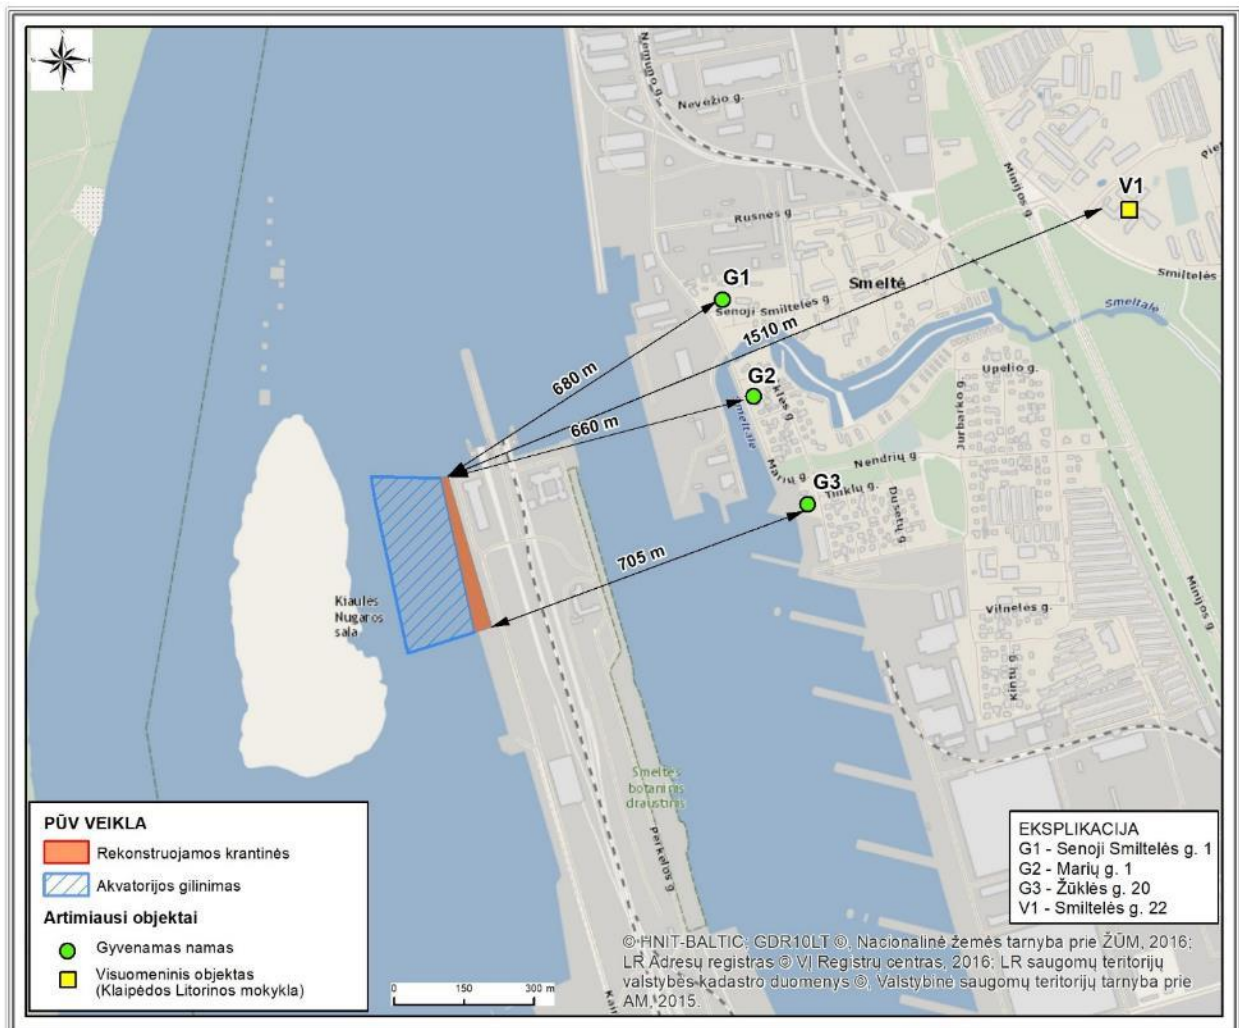 Nemuno g.
Nevėžio g.
Minijos g.
V1
Rusnės g.
G1
Smeltė
Senoji Smiltelės g.
Smiltelės
Smeltalė
680 m
1510 m
G2
Upelio g.
Jurbarko g.
660 m
Smeltalė
Nendrių g
Marių g.
G3
Tinklų g.
Dusetų g.
705 m
Kiaulės
Nugaros
sala
Vilnelės g.
Minijos g
Kintų g.
Smeltės
botaninis
draustinis
Perkėlos g.
PŪV VEIKLA
Rekonstruojamos krantinės
Akvatorijos gilinimas
Artimiausi objektai
Gyvenamas namas
Visuomeninis objektas
(Klaipėdos Litorinos mokykla)
0 150 300 m
EKSPLIKACIJA
G1 - Senoji Smiltelės g. 1
G2 - Marių g. 1
G3 - Žūklės g. 20
V1 - Smiltelės g. 22
© HNIT-BALTIC; GDR10LT ©, Nacionalinė žemės tarnyba prie ŽŪM, 2016;
LR Adresų registras © VĮ Registrų centras, 2016; LR saugomų teritorijų
valstybės kadastro duomenys ©, Valstybinė saugomų teritorijų tarnyba prie
AM, 2015.